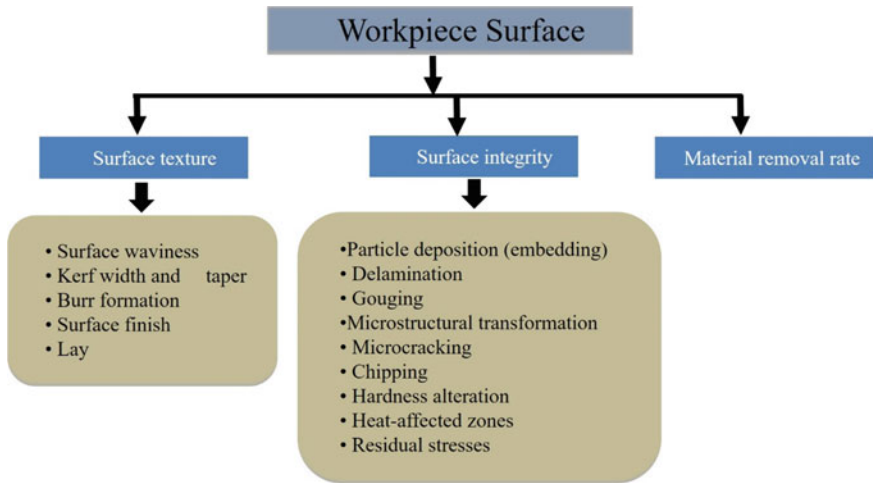 Workpiece Surface
Surface texture
Surface integrity
Material removal rate
• Surface waviness
• Kerf width and taper
• Burr formation
• Surface finish
• Lay
•Particle deposition (embedding)
• Delamination
• Gouging
•Microstructural transformation
• Microcracking
• Chipping
• Hardness alteration
• Heat-affected zones
• Residual stresses